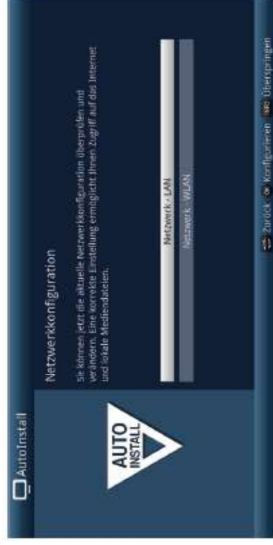 AutoInstall
AUTO
INSTALL
Netzwerkkonfiguration
Sie können jetzt die aktuelle Netzwerkkonfiguration überprüfen und
verändern. Eine korrekte Einstellung ermöglicht Ihnen Zugriff auf das Internet
und lokale Mediendateien.
Netzwerk - LAN
Netzwerk - WLAN
Zurück OK Konfigurieren Überspringen